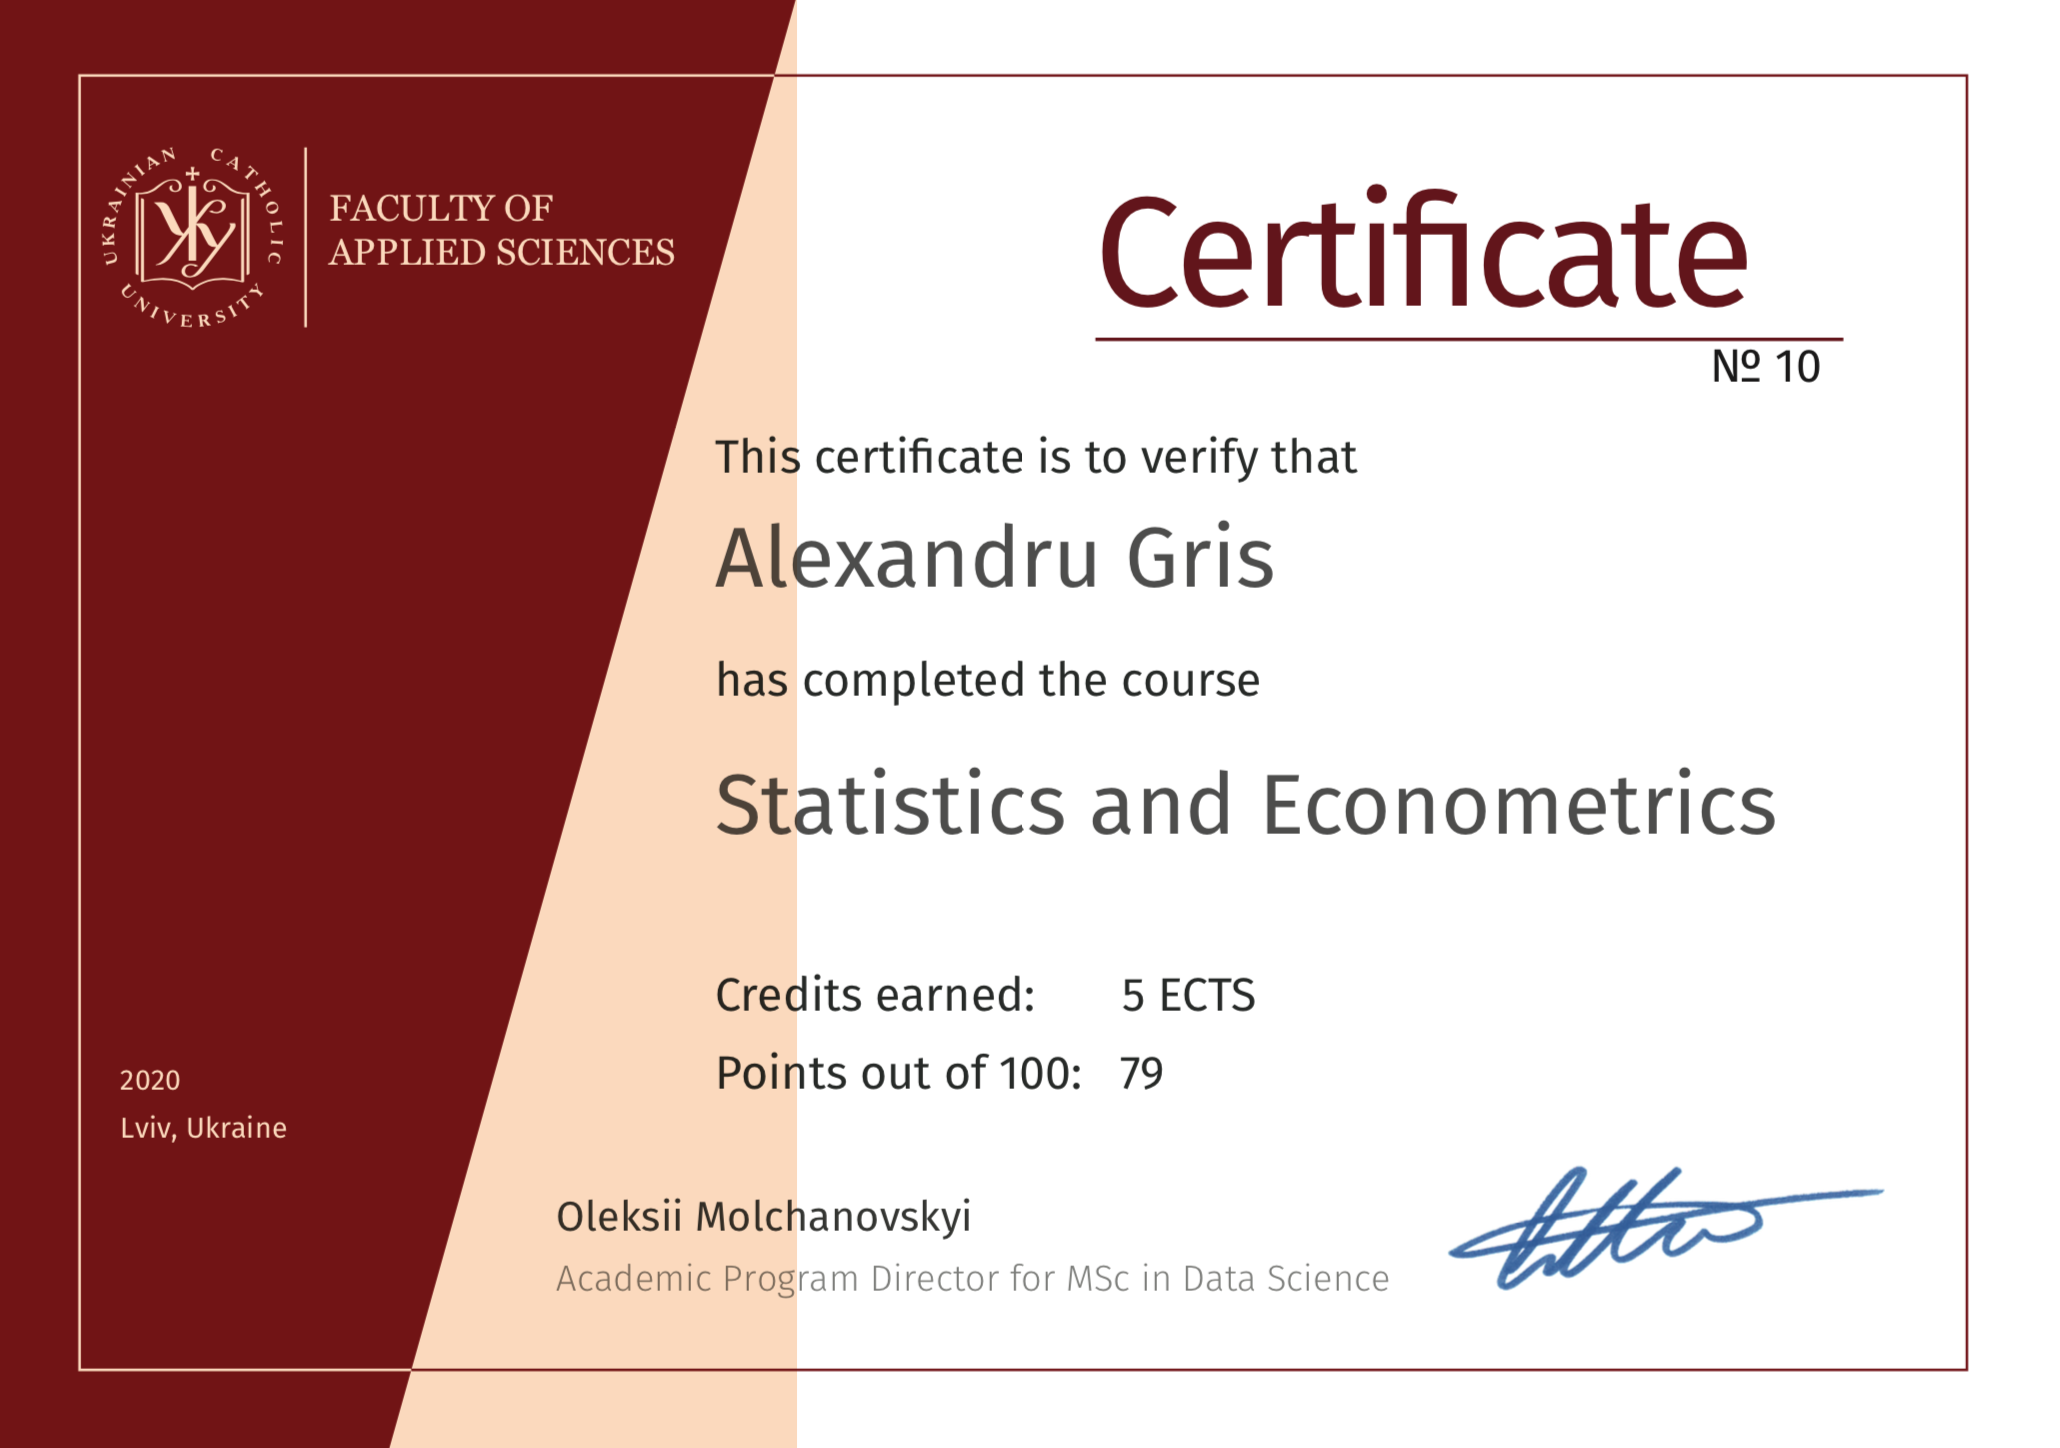 UKRAINIAN CATHOLIC UNIVERSITY
FACULTY OF
APPLIED SCIENCES
Certificate
№ 10
This certificate is to verify that
Alexandru Gris
has completed the course
Statistics and Econometrics
Credits earned: 5 ECTS
Points out of 100: 79
2020
Lviv, Ukraine
Oleksii Molchanovskyi
Academic Program Director for MSc in Data Science